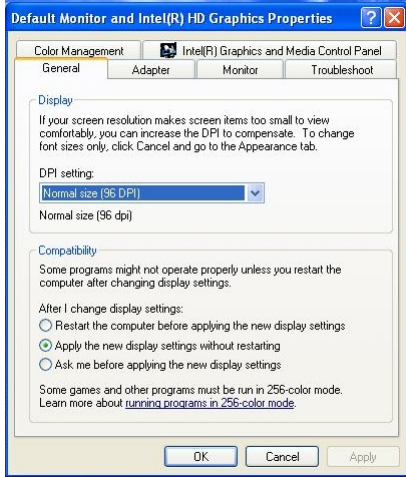 Default Monitor and Intel(R) HD Graphics Properties
Color Management
Intel(R) Graphics and Media Control Panel
General
Adapter
Monitor
Troubleshoot
Display
If your screen resolution makes screen items too small to view
comfortably, you can increase the DPI to compensate. To change
font sizes only, click Cancel and go to the Appearance tab.
DPI setting:
Normal size (96 DPI)
Normal size (96 dpi)
Compatibility
Some programs might not operate properly unless you restart the
computer after changing display settings.
After I change display settings:
Restart the computer before applying the new display settings
Apply the new display settings without restarting
Ask me before applying the new display settings
Some games and other programs must be run in 256-color mode.
Learn more about running programs in 256-color mode.
OK
Cancel
Apply